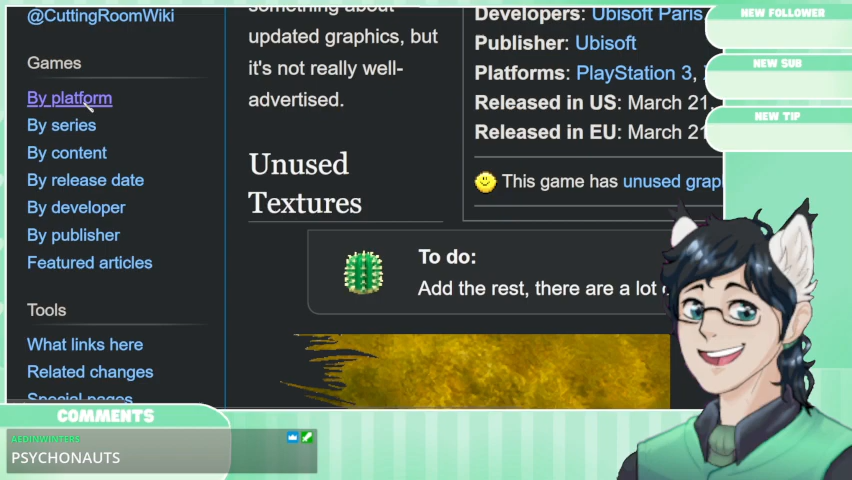 @CuttingRoomWiki
Games
By platform
By series
By content
By release date
By developer
By publisher
Featured articles
Tools
What links here
Related changes
Special pages
something about
updated graphics, but
it's not really well-
advertised.
Unused
Textures
Developers: Ubisoft Paris
Publisher: Ubisoft
Platforms: PlayStation 3,
Released in US: March 21,
Released in EU: March 21
This game has unused grap
To do:
Add the rest, there are a lot
NEW FOLLOWER
NEW SUB
NEW TIP
COMMENTS
AEDINWINTERS
PSYCHONAUTS